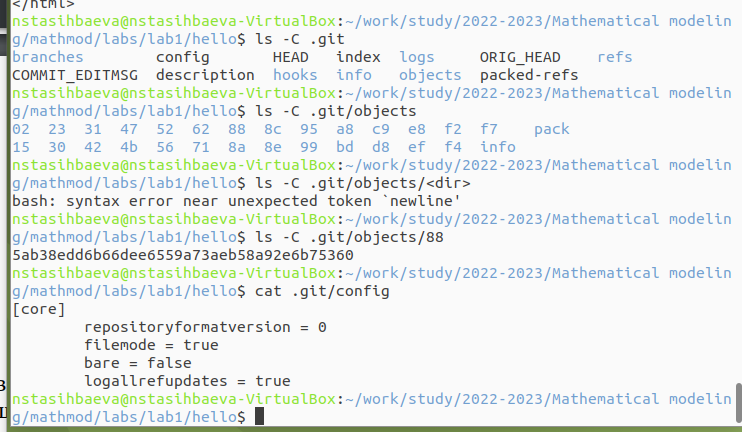 </html>
nstasihbaeva@nstasihbaeva-VirtualBox:~/work/study/2022-2023/Mathematical modelin
g/mathmod/labs/lab1/hello$ ls -C .git
branches        config       HEAD   index  logs     ORIG_HEAD    refs
COMMIT_EDITMSG  description  hooks  info   objects  packed-refs
nstasihbaeva@nstasihbaeva-VirtualBox:~/work/study/2022-2023/Mathematical modelin
g/mathmod/labs/lab1/hello$ ls -C .git/objects
02  23  31  47  52  62  88  8c  95  a8  c9  e8  f2  f7    pack
15  30  42  4b  56  71  8a  8e  99  bd  d8  ef  f4  info
nstasihbaeva@nstasihbaeva-VirtualBox:~/work/study/2022-2023/Mathematical modelin
g/mathmod/labs/lab1/hello$ ls -C .git/objects/<dir>
bash: syntax error near unexpected token `newline'
nstasihbaeva@nstasihbaeva-VirtualBox:~/work/study/2022-2023/Mathematical modelin
g/mathmod/labs/lab1/hello$ ls -C .git/objects/88
5ab38edd6b66dee6559a73aeb58a92e6b75360
nstasihbaeva@nstasihbaeva-VirtualBox:~/work/study/2022-2023/Mathematical modelin
g/mathmod/labs/lab1/hello$ cat .git/config
[core]
        repositoryformatversion = 0
        filemode = true
        bare = false
        logallrefupdates = true
nstasihbaeva@nstasihbaeva-VirtualBox:~/work/study/2022-2023/Mathematical modelin
g/mathmod/labs/lab1/hello$